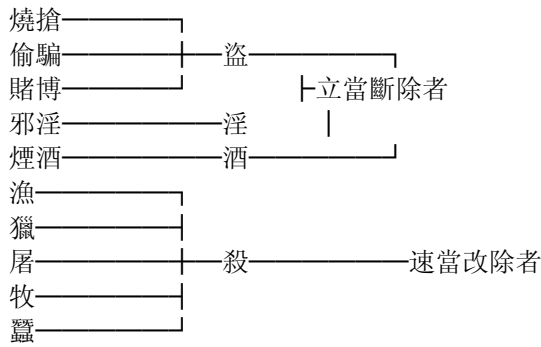 燒搶
偷騙 盜
賭博 立當斷除者
邪淫 淫
煙酒 酒
漁
獵
屠 殺 速當改除者
牧
蠶